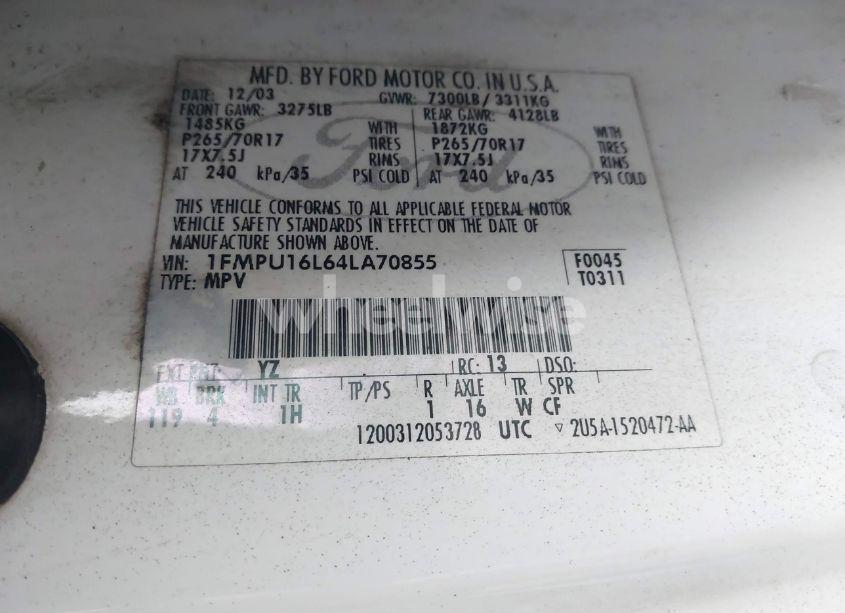 MFD. BY FORD MOTOR CO. IN U.S.A.
DATE: 12/03 GVWR: 7300LB/ 3311KG
FRONT GAWR: 3275LB REAR GAWR: 4128LB
1485KG WITH 1872KG WITH
P265/70R17 TIRES P265/70R17 TIRES
17X7.5J RIMS 17X7.5J RIMS
AT 240 kPa/35 PSI COLD AT 240 kPa/35 PSI COLD
Ford
THIS VEHICLE CONFORMS TO ALL APPLICABLE FEDERAL MOTOR
VEHICLE SAFETY STANDARDS IN EFFECT ON THE DATE OF
MANUFACTURE SHOWN ABOVE.
VIN: 1FMPU16L64LA70855 F0045
TYPE: MPV T0311
wheelwise
EXT PNT: YZ RC: 13 DSO:
WB BRK INT TR TP/PS R AXLE TR SPR
119 4 1H 1 16 W CF
1200312053728 UTC ▽ 2U5A-1520472-AA